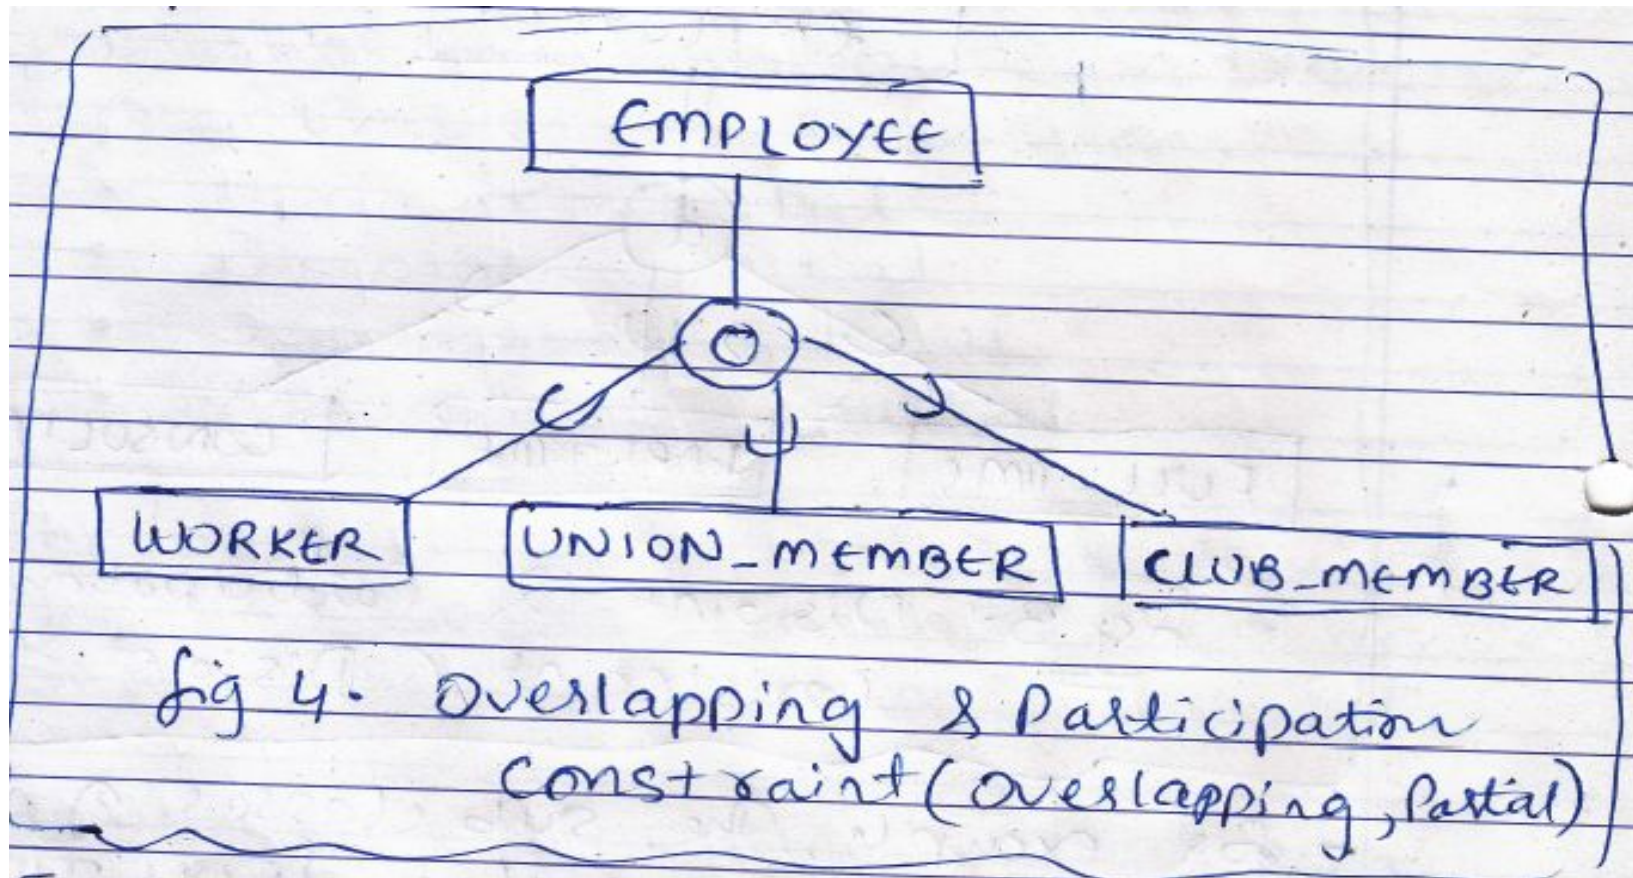 EMPLOYEE
O
WORKER
UNION_MEMBER
CLUB_MEMBER
fig 4. Overlapping & Participation
Constraint (Overlapping, Partial)